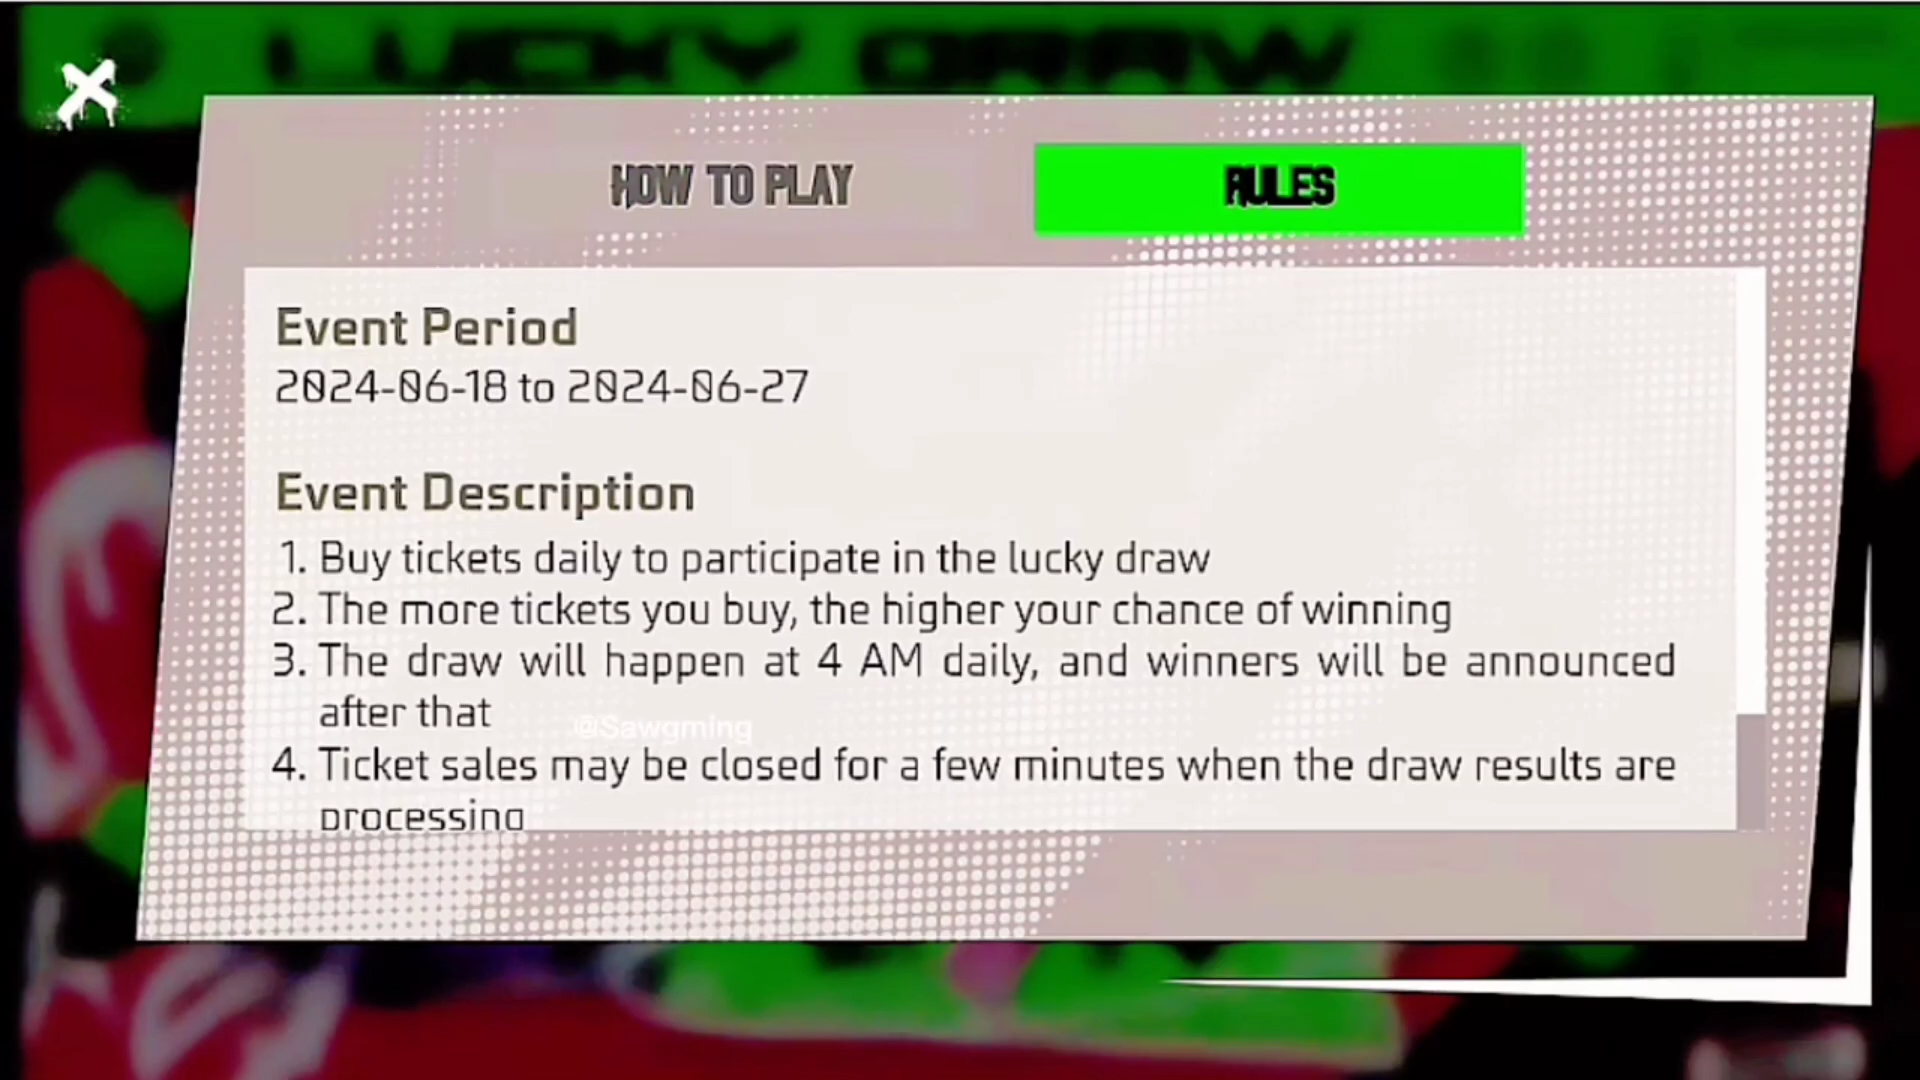 LUCKY DRAW
HOW TO PLAY
RULES
Event Period
2024-06-18 to 2024-06-27
Event Description
1. Buy tickets daily to participate in the lucky draw
2. The more tickets you buy, the higher your chance of winning
3. The draw will happen at 4 AM daily, and winners will be announced
after that
@Sawgming
4. Ticket sales may be closed for a few minutes when the draw results are
processing